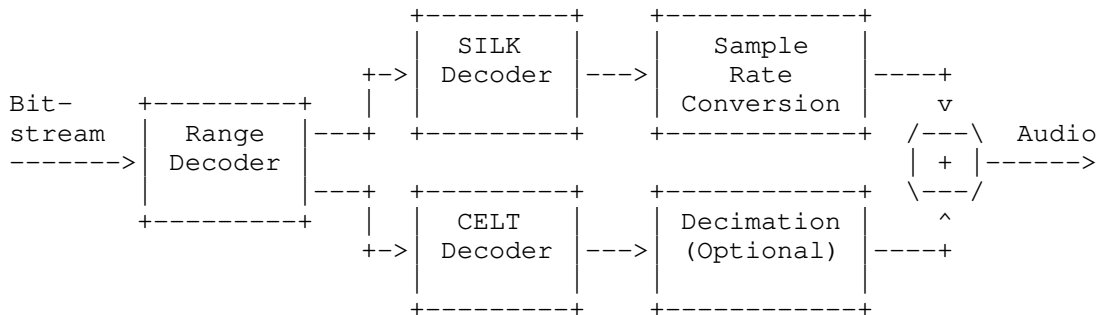 SILK
Decoder
Sample
Rate
Conversion
Bit-
stream
Range
Decoder
+
Audio
CELT
Decoder
Decimation
(Optional)